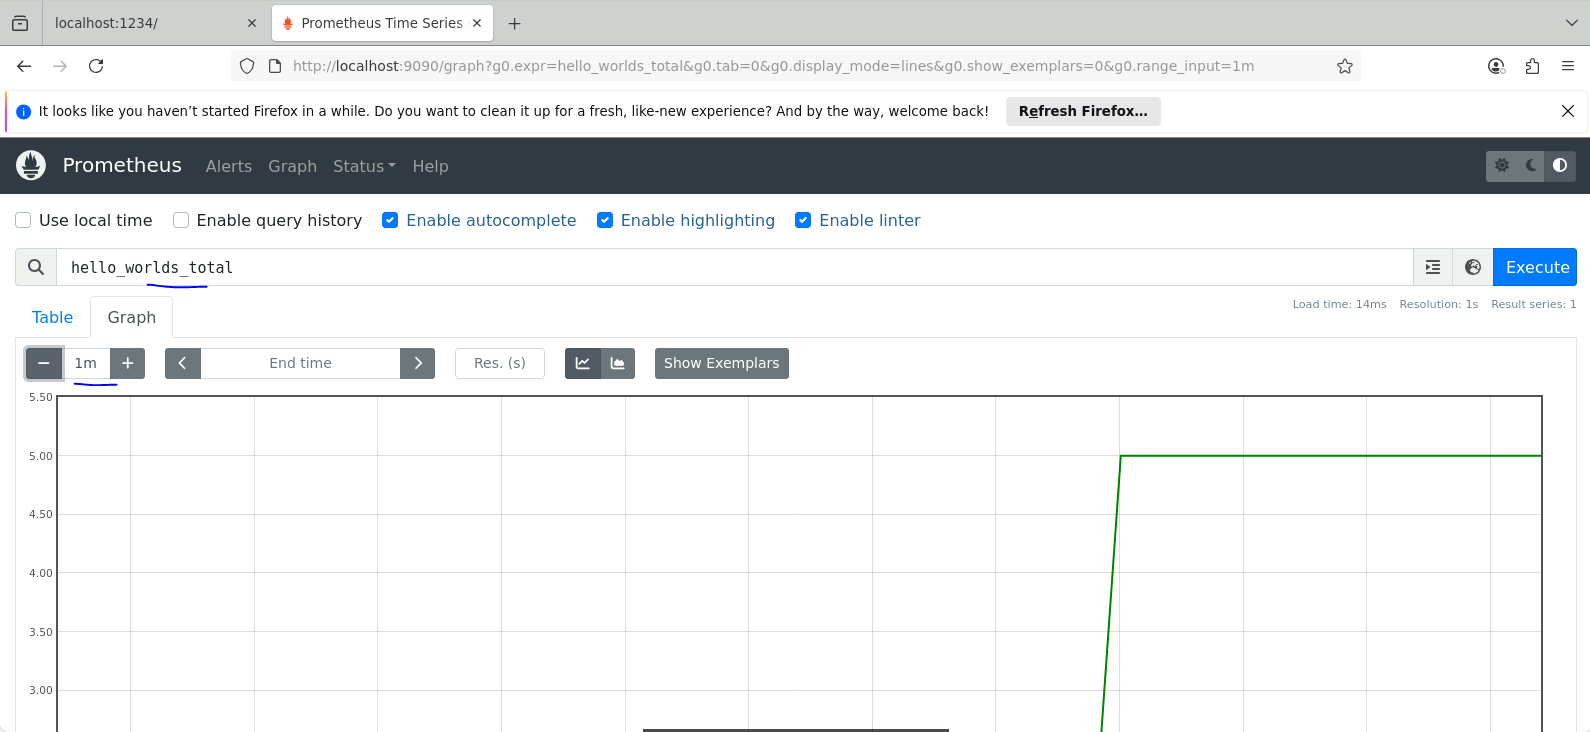 localhost:1234/
Prometheus Time Series
http://localhost:9090/graph?g0.expr=hello_worlds_total&g0.tab=0&g0.display_mode=lines&g0.show_exemplars=0&g0.range_input=1m
It looks like you haven’t started Firefox in a while. Do you want to clean it up for a fresh, like-new experience? And by the way, welcome back! Refresh Firefox...
Prometheus Alerts Graph Status Help
Use local time Enable query history Enable autocomplete Enable highlighting Enable linter
hello_worlds_total Execute
Load time: 14ms Resolution: 1s Result series: 1
Table Graph
1m End time Res. (s) Show Exemplars
5.50
5.00
4.50
4.00
3.50
3.00